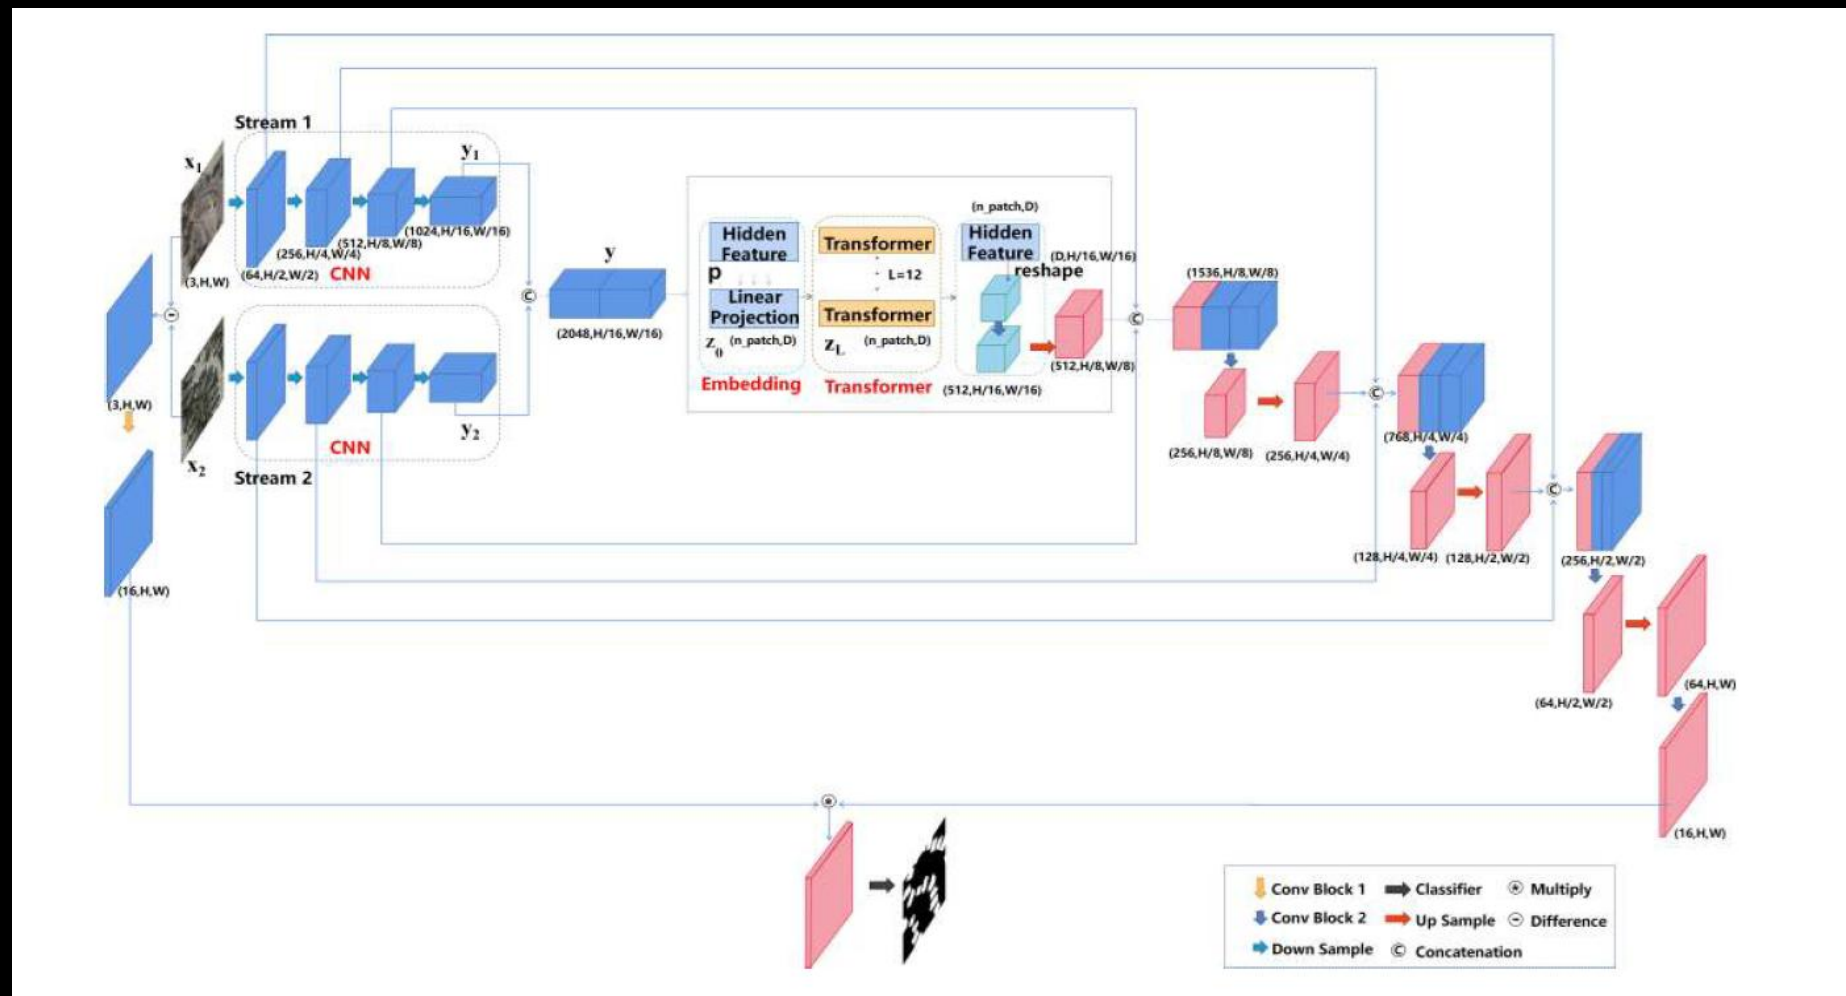 Stream 1
x1
y1
(3,H,W)
(64,H/2,W/2)
(256,H/4,W/4)
(512,H/8,W/8)
(1024,H/16,W/16)
CNN
(3,H,W)
(16,H,W)
x2
Stream 2
CNN
y2
C
y
(2048,H/16,W/16)
Hidden
Feature
p
Linear
Projection
z0 (n_patch,D)
Embedding
Transformer
L=12
Transformer
zL (n_patch,D)
Transformer
(n_patch,D)
Hidden
Feature
(D,H/16,W/16)
reshape
(512,H/16,W/16)
(512,H/8,W/8)
C
(1536,H/8,W/8)
(256,H/8,W/8)
(256,H/4,W/4)
C
(768,H/4,W/4)
(128,H/4,W/4)
(128,H/2,W/2)
C
(256,H/2,W/2)
(64,H/2,W/2)
(64,H,W)
(16,H,W)
Conv Block 1
Classifier
Multiply
Conv Block 2
Up Sample
Difference
Down Sample
C Concatenation